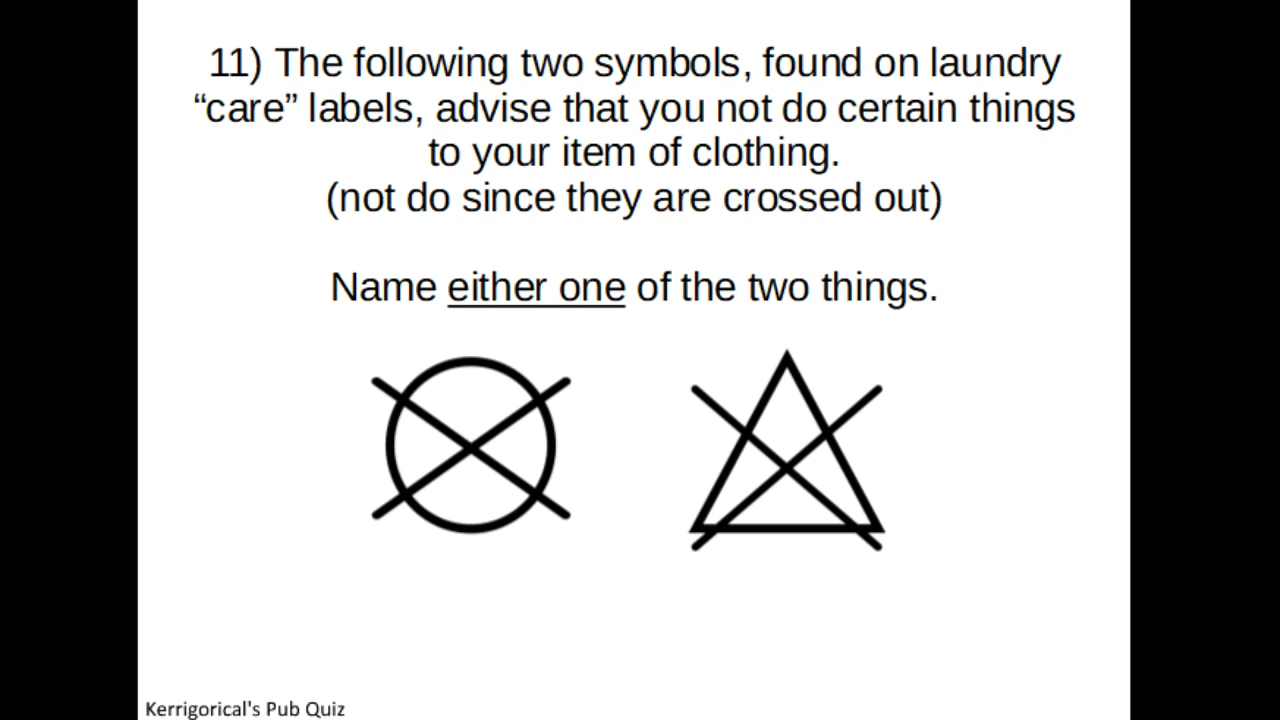 11) The following two symbols, found on laundry
“care” labels, advise that you not do certain things
to your item of clothing.
(not do since they are crossed out)
Name either one of the two things.
Kerrigorical's Pub Quiz